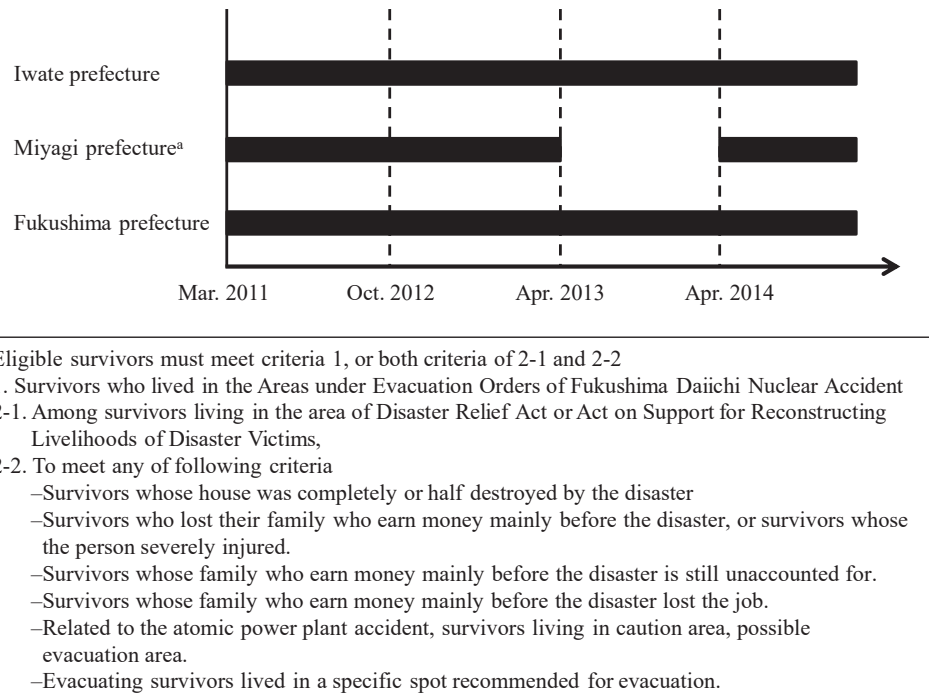 Iwate prefecture
Miyagi prefectureᵃ
Fukushima prefecture
Mar. 2011 Oct. 2012 Apr. 2013 Apr. 2014
Eligible survivors must meet criteria 1, or both criteria of 2-1 and 2-2
. Survivors who lived in the Areas under Evacuation Orders of Fukushima Daiichi Nuclear Accident
2-1. Among survivors living in the area of Disaster Relief Act or Act on Support for Reconstructing
Livelihoods of Disaster Victims,
2-2. To meet any of following criteria
–Survivors whose house was completely or half destroyed by the disaster
–Survivors who lost their family who earn money mainly before the disaster, or survivors whose
the person severely injured.
–Survivors whose family who earn money mainly before the disaster is still unaccounted for.
–Survivors whose family who earn money mainly before the disaster lost the job.
–Related to the atomic power plant accident, survivors living in caution area, possible
evacuation area.
–Evacuating survivors lived in a specific spot recommended for evacuation.